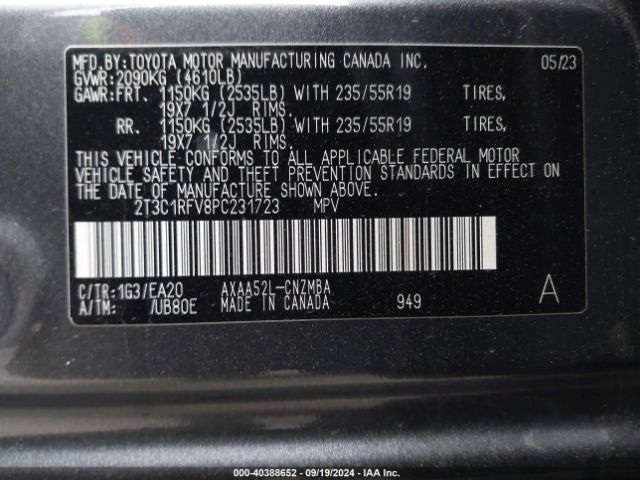 MFD.BY:TOYOTA MOTOR MANUFACTURING CANADA INC. 05/23
GVWR:2090KG (4610LB)
GAWR:FRT. 1150KG (2535LB) WITH 235/55R19 TIRES,
19X7 1/2J RIMS.
RR. 1150KG (2535LB) WITH 235/55R19 TIRES,
19X7 1/2J RIMS.
THIS VEHICLE CONFORMS TO ALL APPLICABLE FEDERAL MOTOR
VEHICLE SAFETY AND THEFT PREVENTION STANDARDS IN EFFECT
ON THE DATE OF MANUFACTURE SHOWN ABOVE.
2T3C1RFV8PC231723 MPV
C/TR:1G3/EA20 AXAA52L-CNZMBA A
A/TM: /UB80E MADE IN CANADA 949
000-40388652 - 09/19/2024 - IAA Inc.